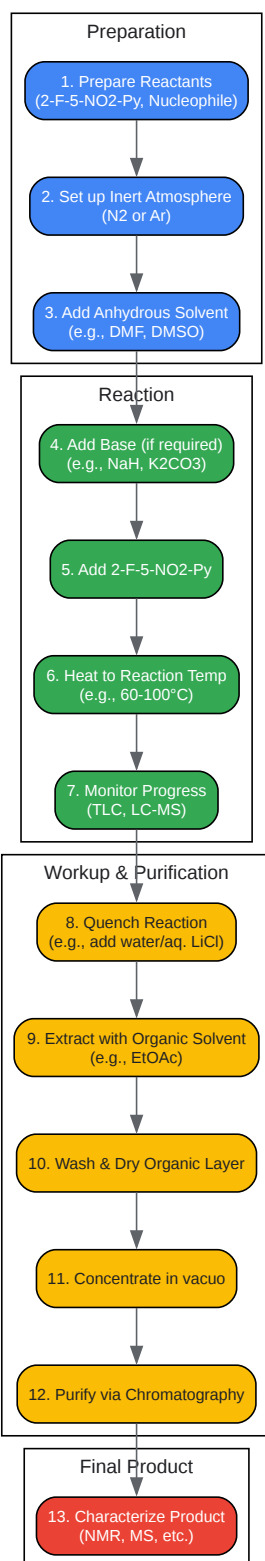 Preparation
1. Prepare Reactants
(2-F-5-NO2-Py, Nucleophile)
2. Set up Inert Atmosphere
(N2 or Ar)
3. Add Anhydrous Solvent
(e.g., DMF, DMSO)
Reaction
4. Add Base (if required)
(e.g., NaH, K2CO3)
5. Add 2-F-5-NO2-Py
6. Heat to Reaction Temp
(e.g., 60-100°C)
7. Monitor Progress
(TLC, LC-MS)
Workup & Purification
8. Quench Reaction
(e.g., add water/aq. LiCl)
9. Extract with Organic Solvent
(e.g., EtOAc)
10. Wash & Dry Organic Layer
11. Concentrate in vacuo
12. Purify via Chromatography
Final Product
13. Characterize Product
(NMR, MS, etc.)